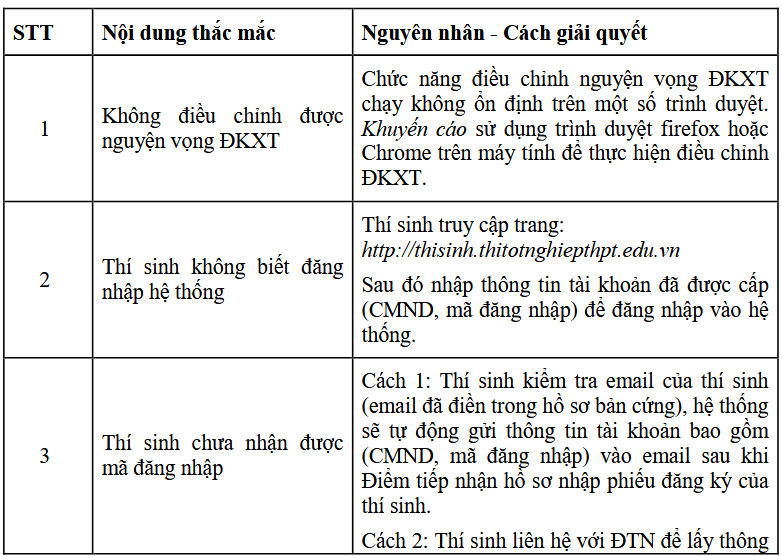 STT
Nội dung thắc mắc
Nguyên nhân - Cách giải quyết
1
Không điều chỉnh được
nguyện vọng ĐKXT
Chức năng điều chỉnh nguyện vọng ĐKXT
chạy không ổn định trên một số trình duyệt.
Khuyến cáo sử dụng trình duyệt firefox hoặc
Chrome trên máy tính để thực hiện điều chỉnh
ĐKXT.
2
Thí sinh không biết đăng
nhập hệ thống
Thí sinh truy cập trang:
http://thisinh.thitotnghiepthpt.edu.vn
Sau đó nhập thông tin tài khoản đã được cấp
(CMND, mã đăng nhập) để đăng nhập vào hệ
thống.
3
Thí sinh chưa nhận được
mã đăng nhập
Cách 1: Thí sinh kiểm tra email của thí sinh
(email đã điền trong hồ sơ bản cứng), hệ thống
sẽ tự động gửi thông tin tài khoản bao gồm
(CMND, mã đăng nhập) vào email sau khi
Điểm tiếp nhận hồ sơ nhập phiếu đăng ký của
thí sinh.
Cách 2: Thí sinh liên hệ với ĐTN để lấy thông